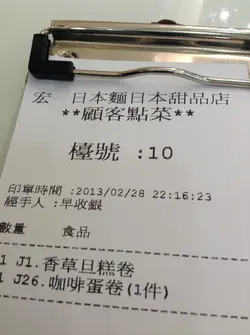 宏 日本麵日本甜品店
**顧客點菜**
檯號 :10
印單時間 :2013/02/28 22:16:23
經手人 :早收銀
數量 食品
1 J1.香草旦糕卷
1 J26.咖啡蛋卷(1件)